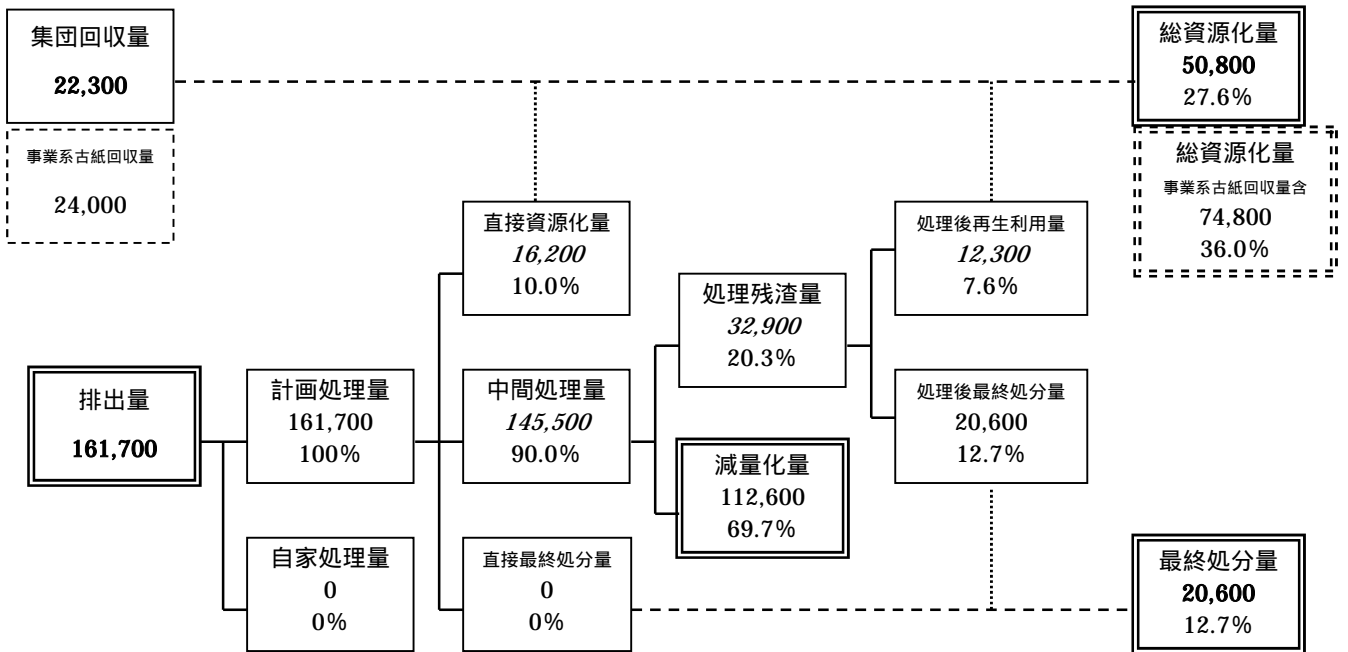 集団回収量
22,300
事業系古紙回収量
24,000
総資源化量
50,800
27.6%
総資源化量
事業系古紙回収量含
74,800
36.0%
直接資源化量
16,200
10.0%
処理後再生利用量
12,300
7.6%
処理残渣量
32,900
20.3%
排出量
161,700
計画処理量
161,700
100%
中間処理量
145,500
90.0%
処理後最終処分量
20,600
12.7%
減量化量
112,600
69.7%
自家処理量
0
0%
直接最終処分量
0
0%
最終処分量
20,600
12.7%